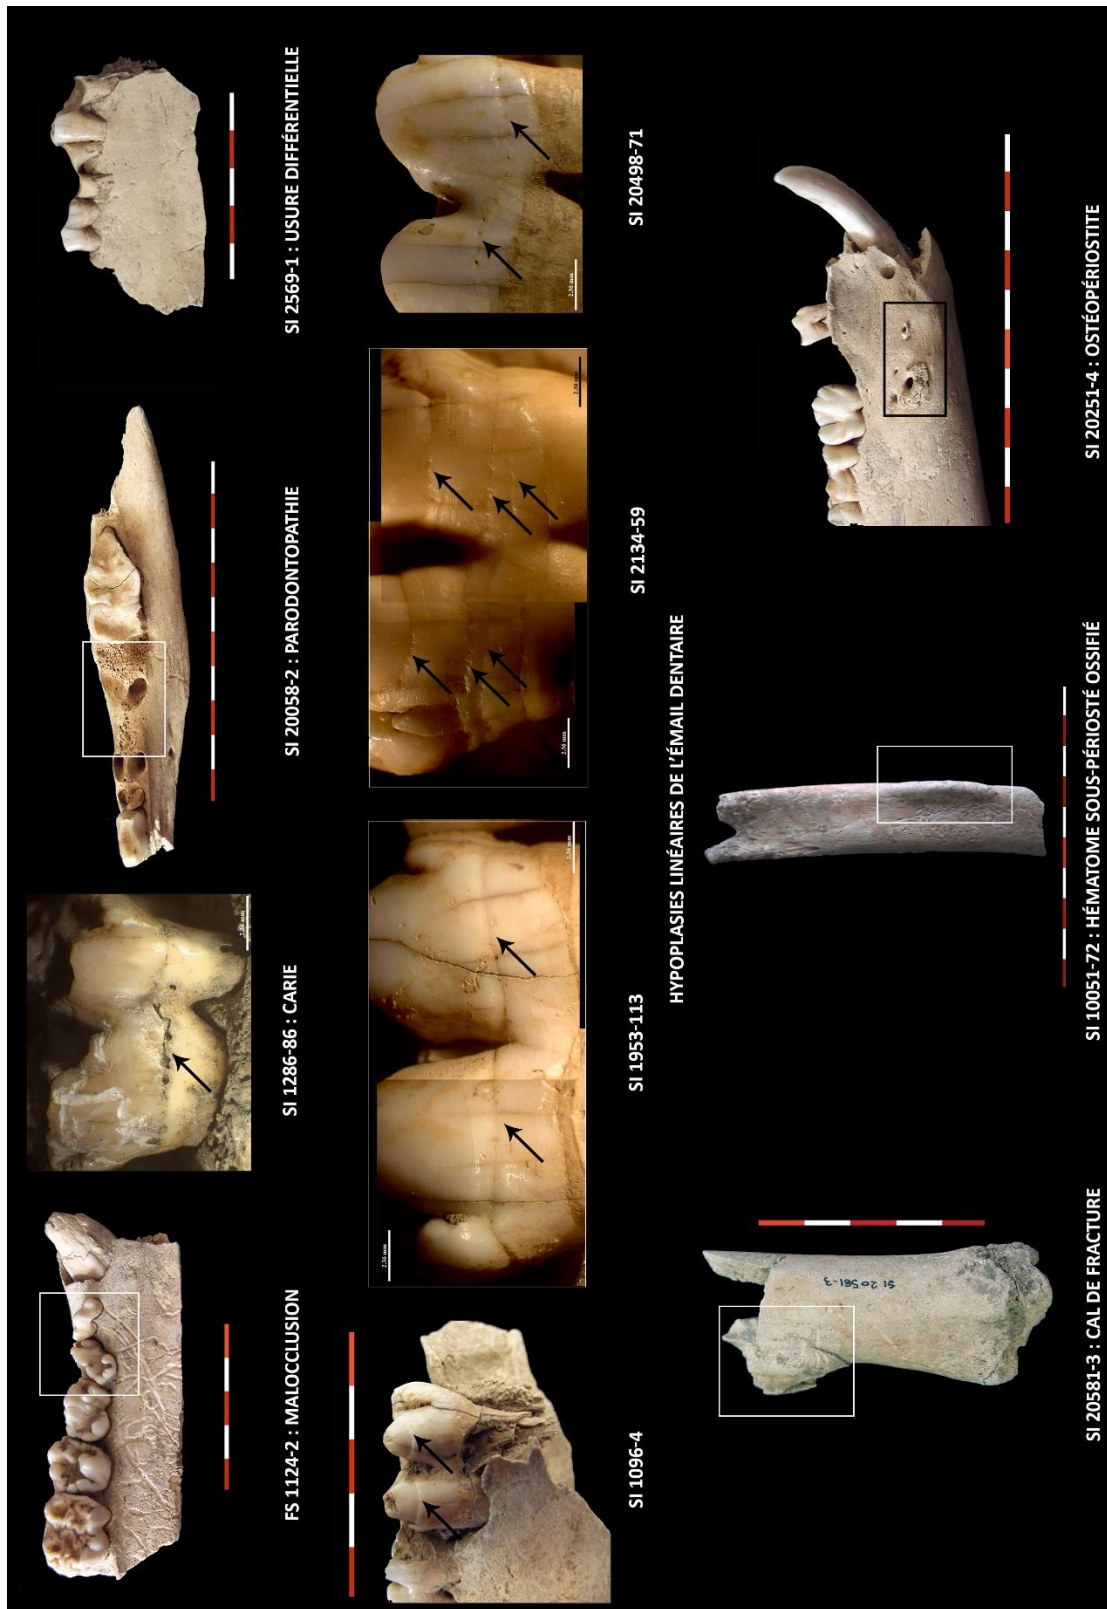 FS 1124-2 : MALOCCLUSION
SI 1286-86 : CARIE
SI 20058-2 : PARODONTOPATHIE
SI 2569-1 : USURE DIFFÉRENTIELLE
SI 1096-4
SI 1953-113
SI 2134-59
SI 20498-71
HYPOPLASIES LINÉAIRES DE L'ÉMAIL DENTAIRE
SI 20581-3
SI 20581-3 : CAL DE FRACTURE
SI 10051-72 : HÉMATOME SOUS-PÉRIOSTÉ OSSIFIÉ
SI 20251-4 : OSTÉOPÉRIOSTITE